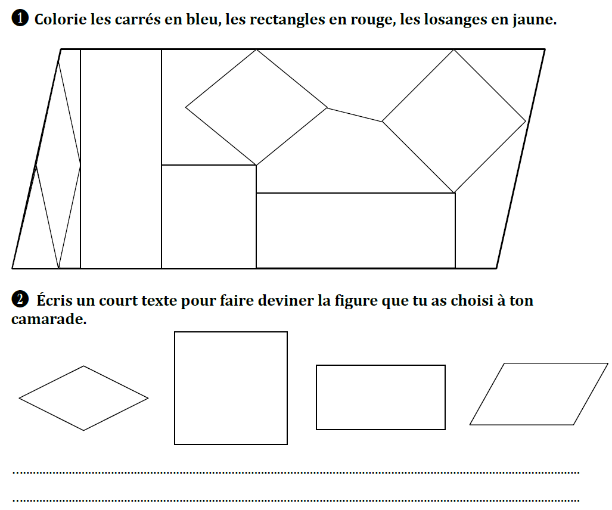 ❶ Colorie les carrés en bleu, les rectangles en rouge, les losanges en jaune.
❷ Écris un court texte pour faire deviner la figure que tu as choisi à ton
camarade.